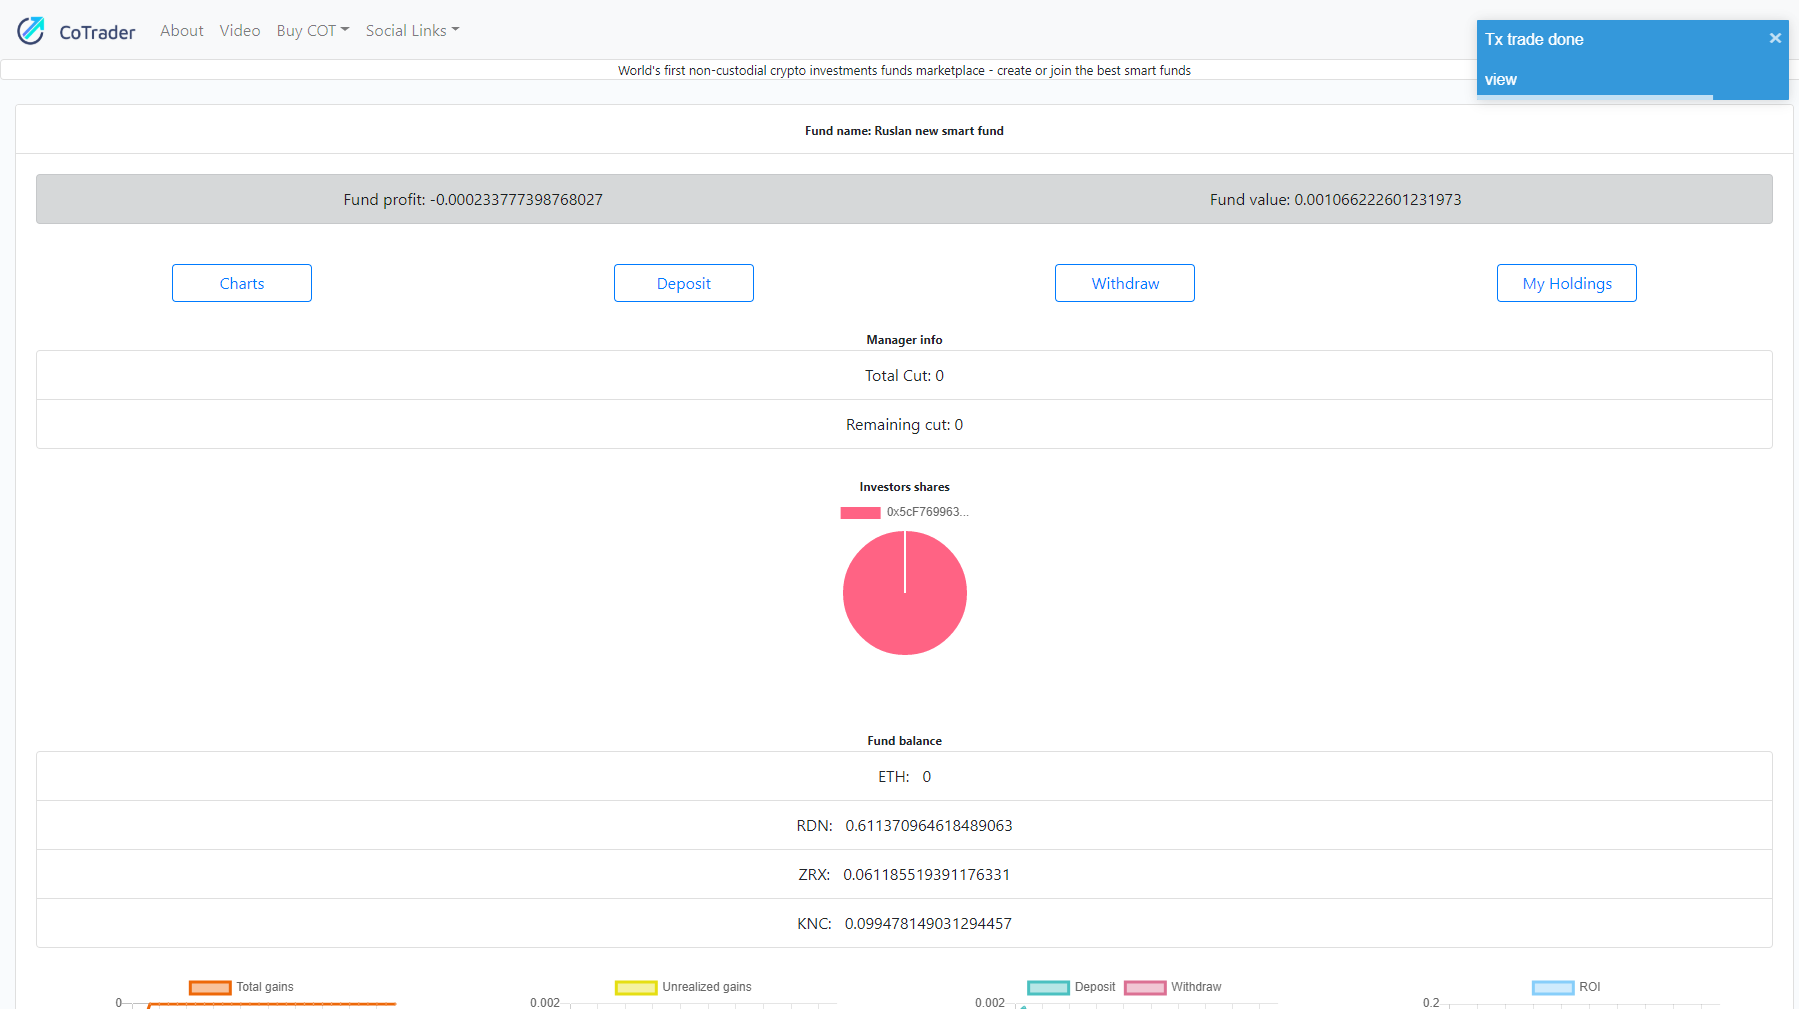 CoTrader About Video Buy COT Social Links
Tx trade done ×
view
World's first non-custodial crypto investments funds marketplace - create or join the best smart funds
Fund name: Ruslan new smart fund
Fund profit: -0.000233777398768027 Fund value: 0.001066222601231973
Charts Deposit Withdraw My Holdings
Manager info
Total Cut: 0
Remaining cut: 0
Investors shares
0x5cF769963...
Fund balance
ETH: 0
RDN: 0.611370964618489063
ZRX: 0.061185519391176331
KNC: 0.099478149031294457
Total gains Unrealized gains Deposit Withdraw ROI
0 0.002 0.002 0.2